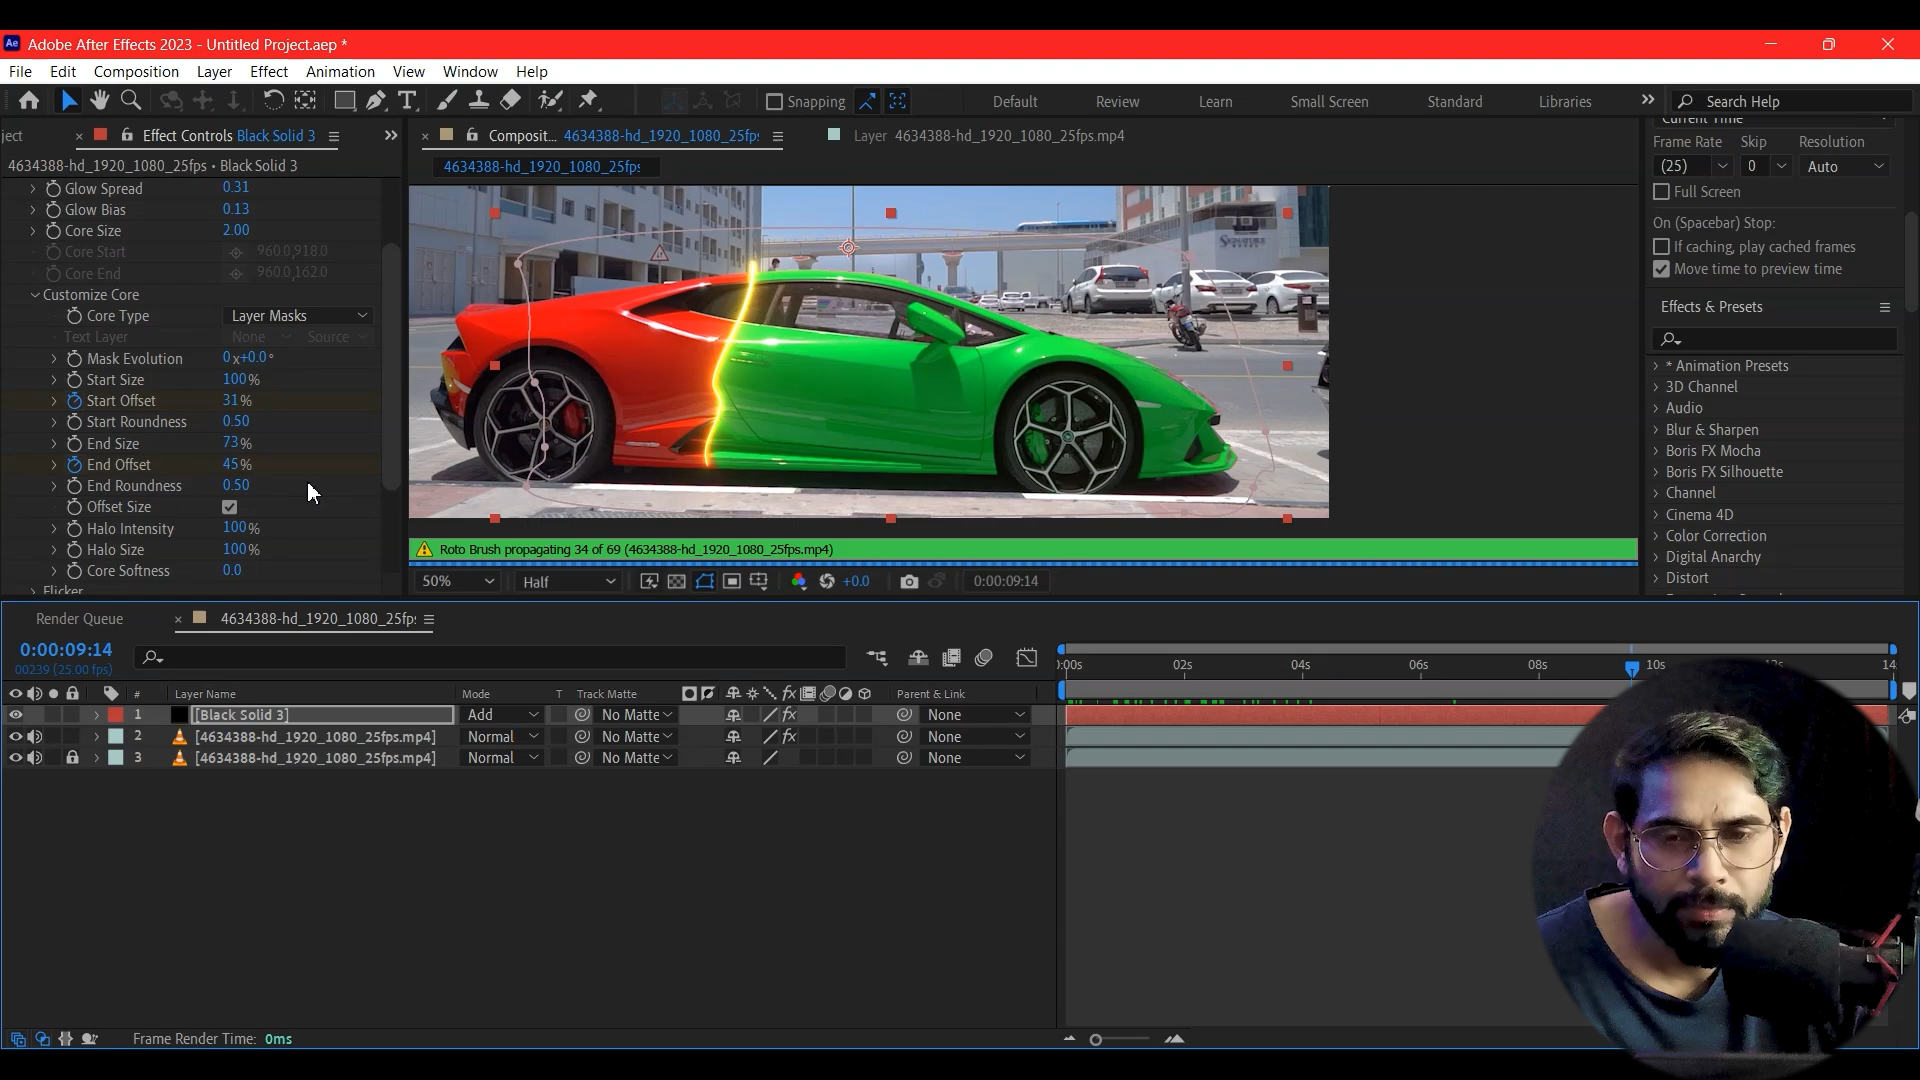 Adobe After Effects 2023 - Untitled Project.aep *
File Edit Composition Layer Effect Animation View Window Help
Snapping Default Review Learn Small Screen Standard Libraries Search Help
ject Effect Controls Black Solid 3
4634388-hd_1920_1080_25fps • Black Solid 3
Glow Spread 0.31
Glow Bias 0.13
Core Size 2.00
Core Start 960.0,918.0
Core End 960.0,162.0
Customize Core
Core Type Layer Masks
Text Layer None Source
Mask Evolution 0x+0.0°
Start Size 100%
Start Offset 31%
Start Roundness 0.50
End Size 73%
End Offset 45%
End Roundness 0.50
Offset Size
Halo Intensity 100%
Halo Size 100%
Core Softness 0.0
Flicker
Composit... 4634388-hd_1920_1080_25fp: Layer 4634388-hd_1920_1080_25fps.mp4
4634388-hd_1920_1080_25fps
Roto Brush propagating 34 of 69 (4634388-hd_1920_1080_25fps.mp4)
50% Half +0.0 0:00:09:14
Current Time
Frame Rate Skip Resolution
(25) 0 Auto
Full Screen
On (Spacebar) Stop:
If caching, play cached frames
Move time to preview time
Effects & Presets
* Animation Presets
3D Channel
Audio
Blur & Sharpen
Boris FX Mocha
Boris FX Silhouette
Channel
Cinema 4D
Color Correction
Digital Anarchy
Distort
Render Queue 4634388-hd_1920_1080_25fp:
0:00:09:14
00239 (25.00 fps)
):00s 02s 04s 06s 08s 10s 12s 14
# Layer Name Mode T Track Matte Parent & Link
1 [Black Solid 3] Add No Matte None
2 [4634388-hd_1920_1080_25fps.mp4] Normal No Matte None
3 [4634388-hd_1920_1080_25fps.mp4] Normal No Matte None
Frame Render Time: 0ms